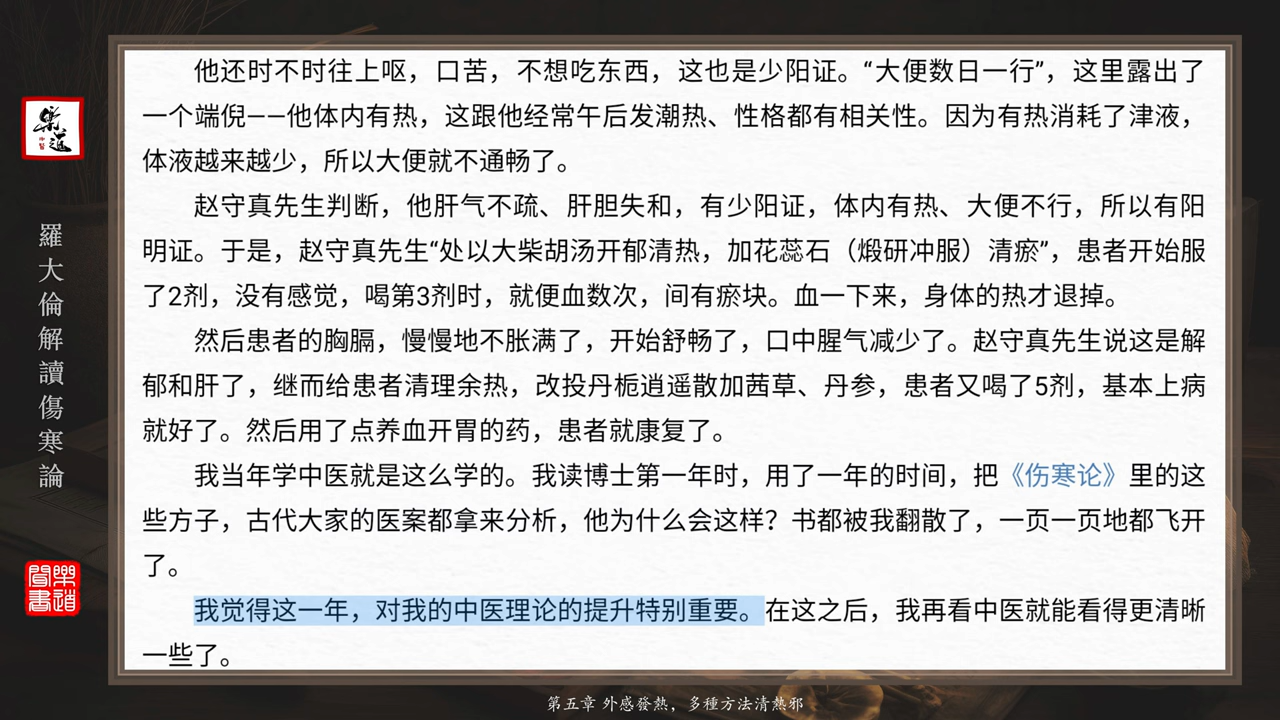 他还时不时往上呕，口苦，不想吃东西，这也是少阳证。“大便数日一行”，这里露出了
一个端倪——他体内有热，这跟他经常午后发潮热、性格都有相关性。因为有热消耗了津液，
体液越来越少，所以大便就不通畅了。
赵守真先生判断，他肝气不疏、肝胆失和，有少阳证，体内有热、大便不行，所以有阳
明证。于是，赵守真先生“处以大柴胡汤开郁清热，加花蕊石（煅研冲服）清瘀”，患者开始服
了2剂，没有感觉，喝第3剂时，就便血数次，间有瘀块。血一下来，身体的热才退掉。
然后患者的胸膈，慢慢地不胀满了，开始舒畅了，口中腥气减少了。赵守真先生说这是解
郁和肝了，继而给患者清理余热，改投丹栀逍遥散加茜草、丹参，患者又喝了5剂，基本上病
就好了。然后用了点养血开胃的药，患者就康复了。
我当年学中医就是这么学的。我读博士第一年时，用了一年的时间，把《伤寒论》里的这
些方子，古代大家的医案都拿来分析，他为什么会这样？书都被我翻散了，一页一页地都飞开
了。
我觉得这一年，对我的中医理论的提升特别重要。在这之后，我再看中医就能看得更清晰
一些了。
羅大倫解讀傷寒論
樂道
閱書
第五章 外感發熱，多種方法清熱邪